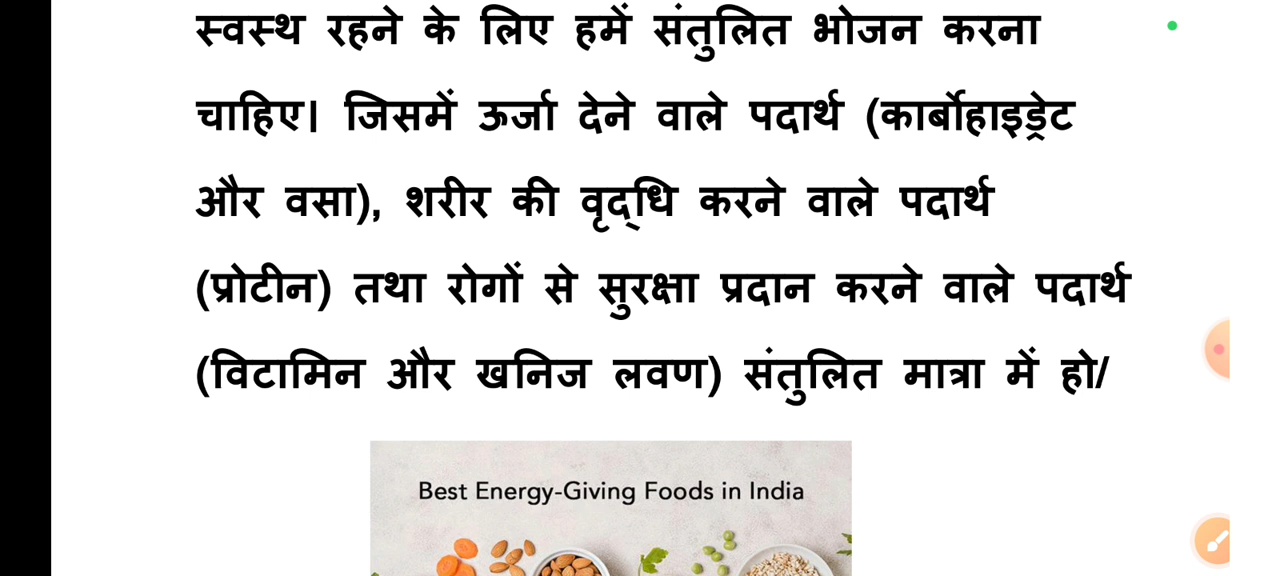 स्वस्थ रहने के लिए हमें संतुलित भोजन करना
चाहिए। जिसमें ऊर्जा देने वाले पदार्थ (कार्बोहाइड्रेट
और वसा), शरीर की वृद्धि करने वाले पदार्थ
(प्रोटीन) तथा रोगों से सुरक्षा प्रदान करने वाले पदार्थ
(विटामिन और खनिज लवण) संतुलित मात्रा में हो/
Best Energy-Giving Foods in India